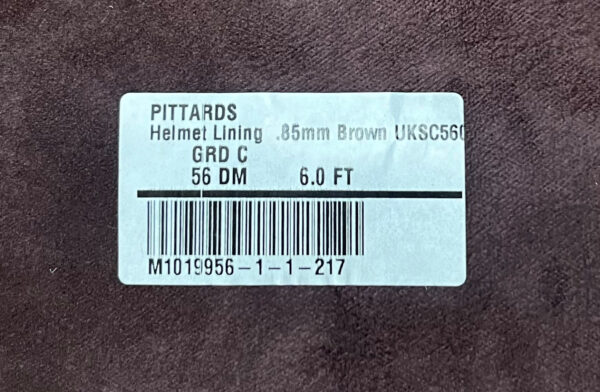 PITTARDS
Helmet Lining .85mm Brown UKSC560
GRD C
56 DM 6.0 FT
M1019956-1-1-217